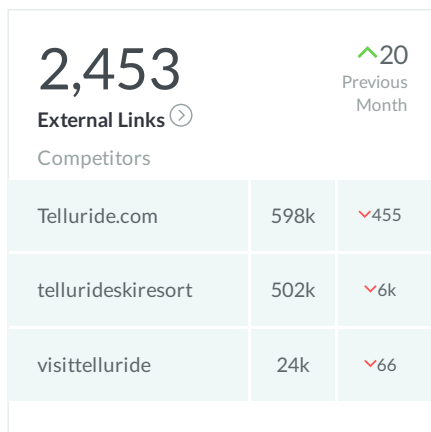 2,453
20
External Links
Previous
Month
Competitors
Telluride.com 598k 455
tellurideskiresort 502k 6k
visittelluride 24k 66